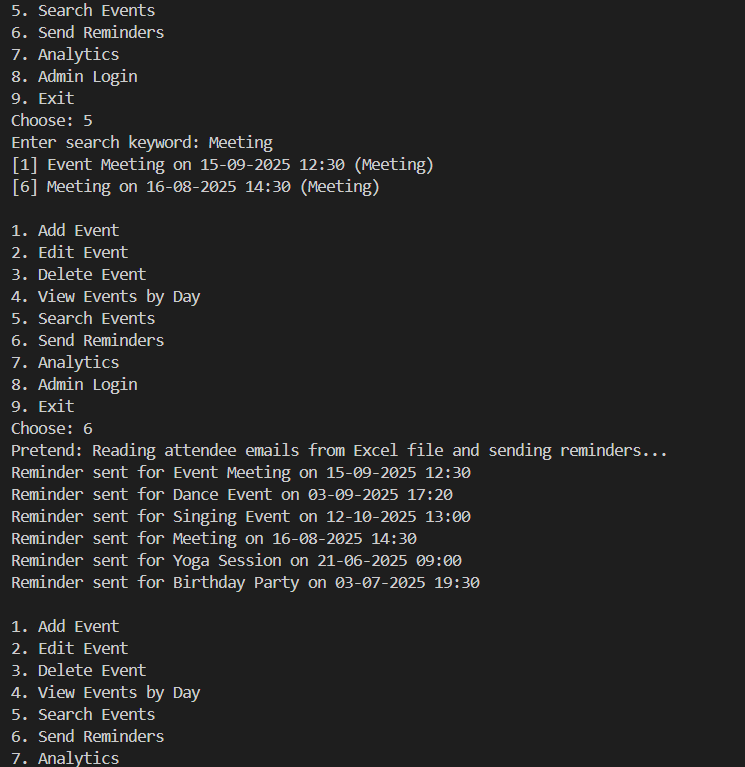 5. Search Events
6. Send Reminders
7. Analytics
8. Admin Login
9. Exit
Choose: 5
Enter search keyword: Meeting
[1] Event Meeting on 15-09-2025 12:30 (Meeting)
[6] Meeting on 16-08-2025 14:30 (Meeting)
1. Add Event
2. Edit Event
3. Delete Event
4. View Events by Day
5. Search Events
6. Send Reminders
7. Analytics
8. Admin Login
9. Exit
Choose: 6
Pretend: Reading attendee emails from Excel file and sending reminders...
Reminder sent for Event Meeting on 15-09-2025 12:30
Reminder sent for Dance Event on 03-09-2025 17:20
Reminder sent for Singing Event on 12-10-2025 13:00
Reminder sent for Meeting on 16-08-2025 14:30
Reminder sent for Yoga Session on 21-06-2025 09:00
Reminder sent for Birthday Party on 03-07-2025 19:30
1. Add Event
2. Edit Event
3. Delete Event
4. View Events by Day
5. Search Events
6. Send Reminders
7. Analytics